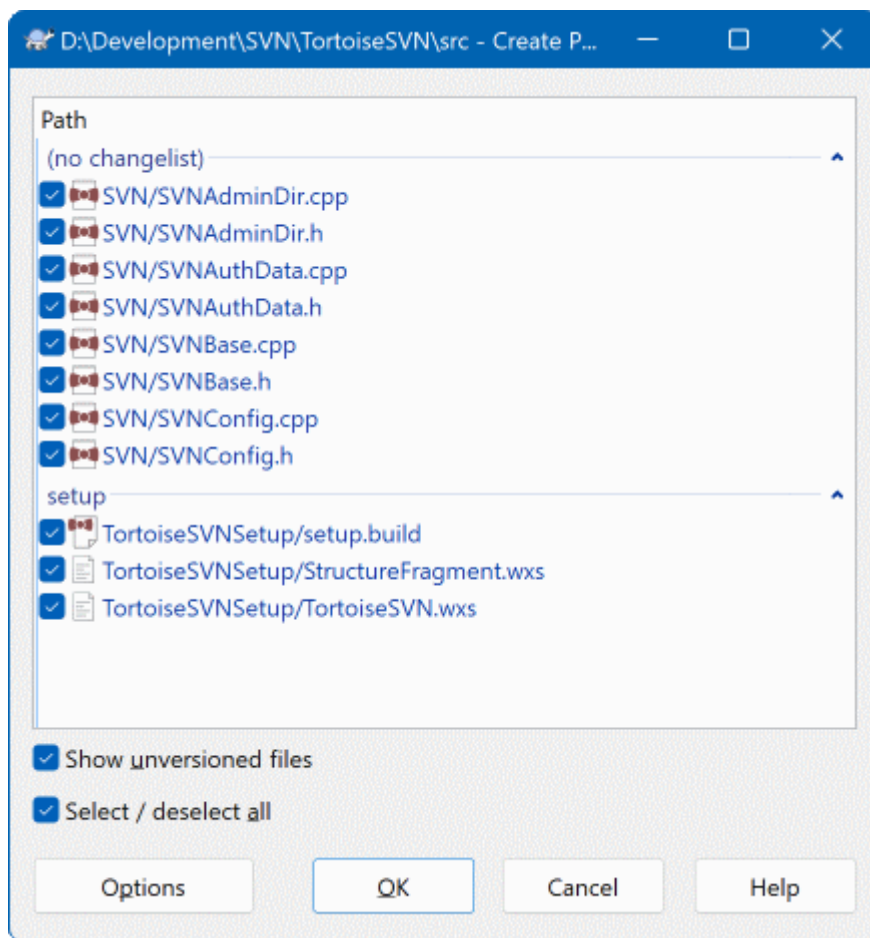 D:\Development\SVN\TortoiseSVN\src - Create P...
Path
(no changelist)
SVN/SVNAdminDir.cpp
SVN/SVNAdminDir.h
SVN/SVNAuthData.cpp
SVN/SVNAuthData.h
SVN/SVNBase.cpp
SVN/SVNBase.h
SVN/SVNConfig.cpp
SVN/SVNConfig.h
setup
TortoiseSVNSetup/setup.build
TortoiseSVNSetup/StructureFragment.wxs
TortoiseSVNSetup/TortoiseSVN.wxs
Show unversioned files
Select / deselect all
Options OK Cancel Help